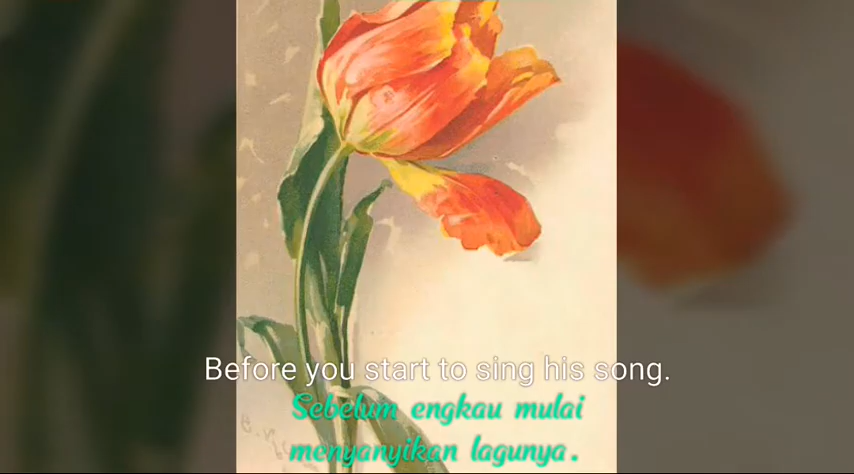 Before you start to sing his song.
Sebelum engkau mulai
menyanyikan lagunya.